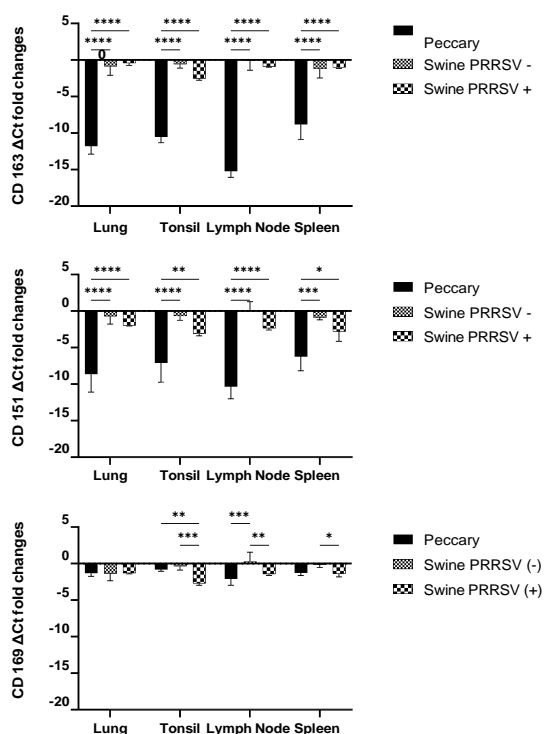 CD 163 ΔCt fold changes
5
0
-5
-10
-15
-20
**** **** **** ****
**** **** **** ****
0
Lung Tonsil Lymph Node Spleen
Peccary
Swine PRRSV -
Swine PRRSV +
CD 151 ΔCt fold changes
5
0
-5
-10
-15
-20
**** ** **** *
**** **** **** ***
Lung Tonsil Lymph Node Spleen
Peccary
Swine PRRSV -
Swine PRRSV +
CD 169 ΔCt fold changes
5
0
-5
-10
-15
-20
** ***
*** ** *
Lung Tonsil Lymph Node Spleen
Peccary
Swine PRRSV (-)
Swine PRRSV (+)